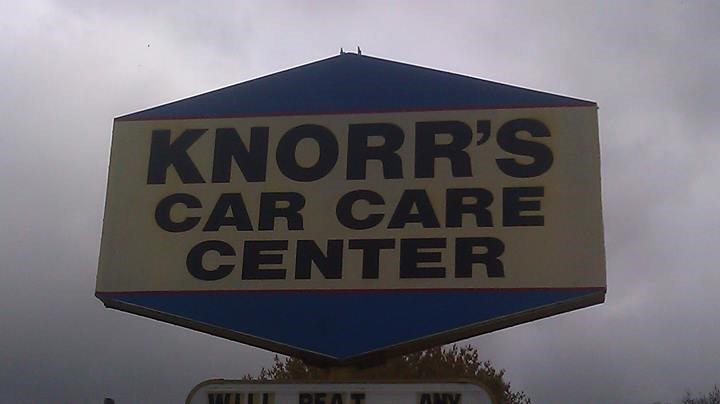 KNORR'S
CAR CARE
CENTER
WILL BEAT ANY